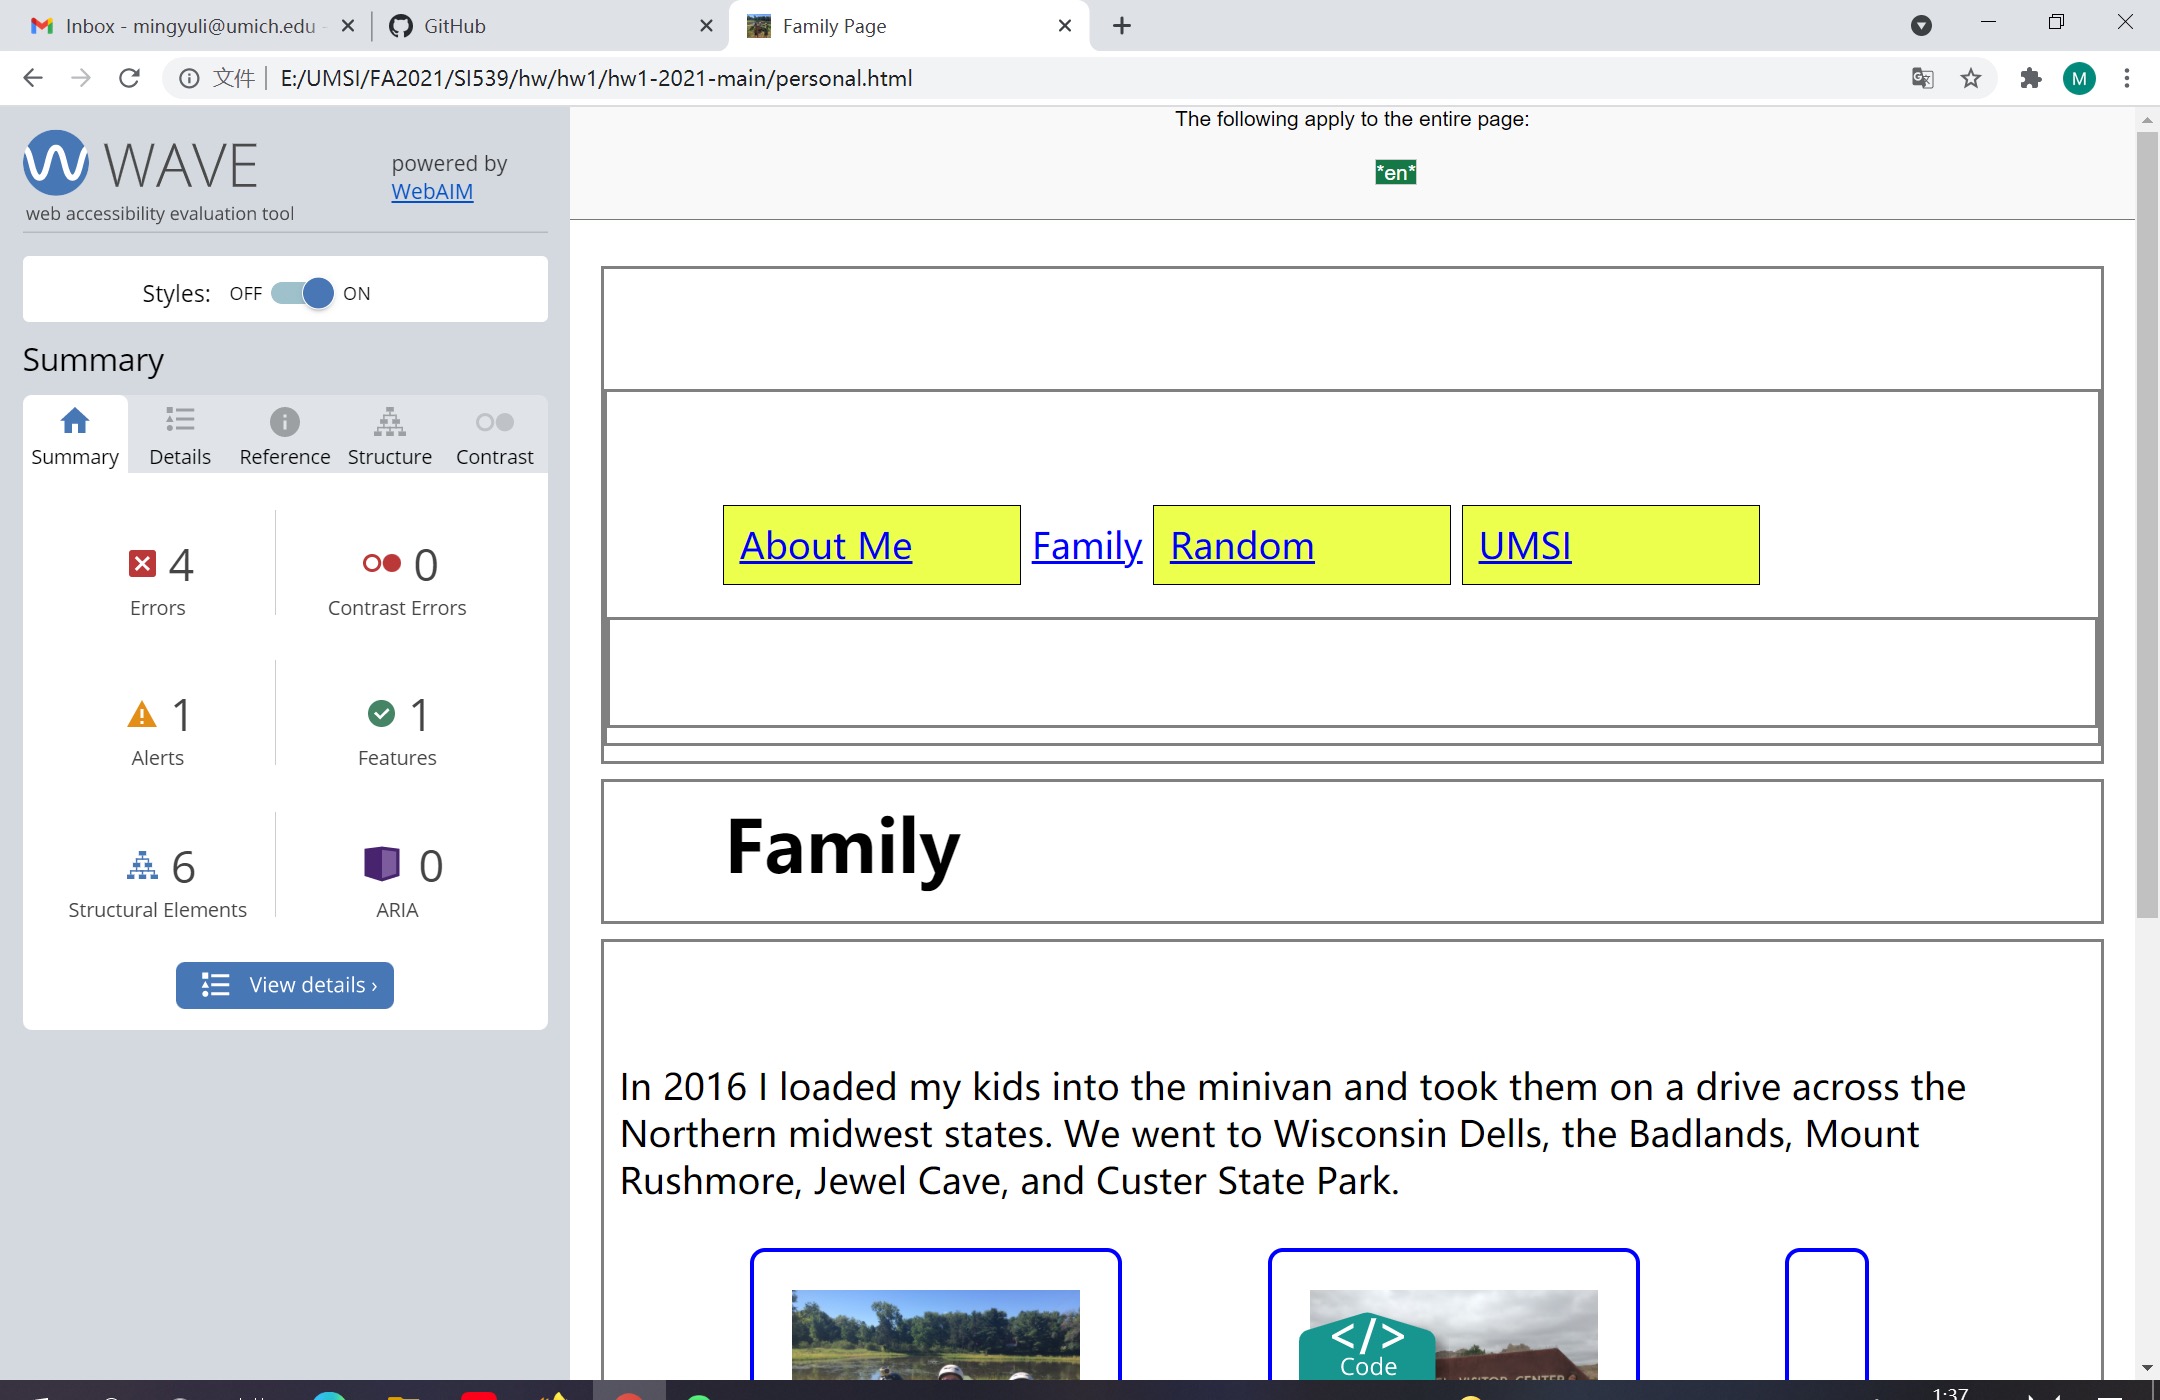 Inbox - mingyuli@umich.edu -
GitHub
Family Page
文件
E:/UMSI/FA2021/SI539/hw/hw1/hw1-2021-main/personal.html
M
WAVE
powered by
WebAIM
web accessibility evaluation tool
Styles: OFF ON
Summary
Summary Details Reference Structure Contrast
4
Errors
0
Contrast Errors
1
Alerts
1
Features
6
Structural Elements
0
ARIA
View details ›
The following apply to the entire page:
*en*
About Me Family Random UMSI
Family
In 2016 I loaded my kids into the minivan and took them on a drive across the
Northern midwest states. We went to Wisconsin Dells, the Badlands, Mount
Rushmore, Jewel Cave, and Custer State Park.
</>
Code
VISITOR CENTER
1:37